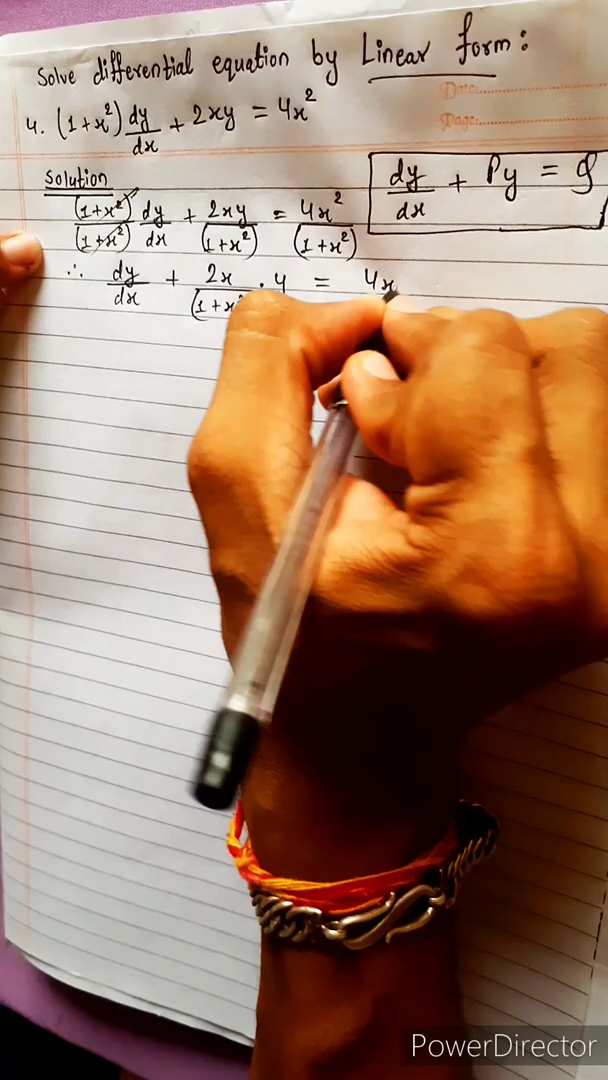 Solve differential equation by Linear form:
Date:
Page:
4. (1+x²) dy/dx + 2xy = 4x²
Solution
dy/dx + Py = Q
(1+x²)/(1+x²) dy/dx + 2xy/(1+x²) = 4x²/(1+x²)
∴ dy/dx + 2x/(1+x² · y = 4x
PowerDirector